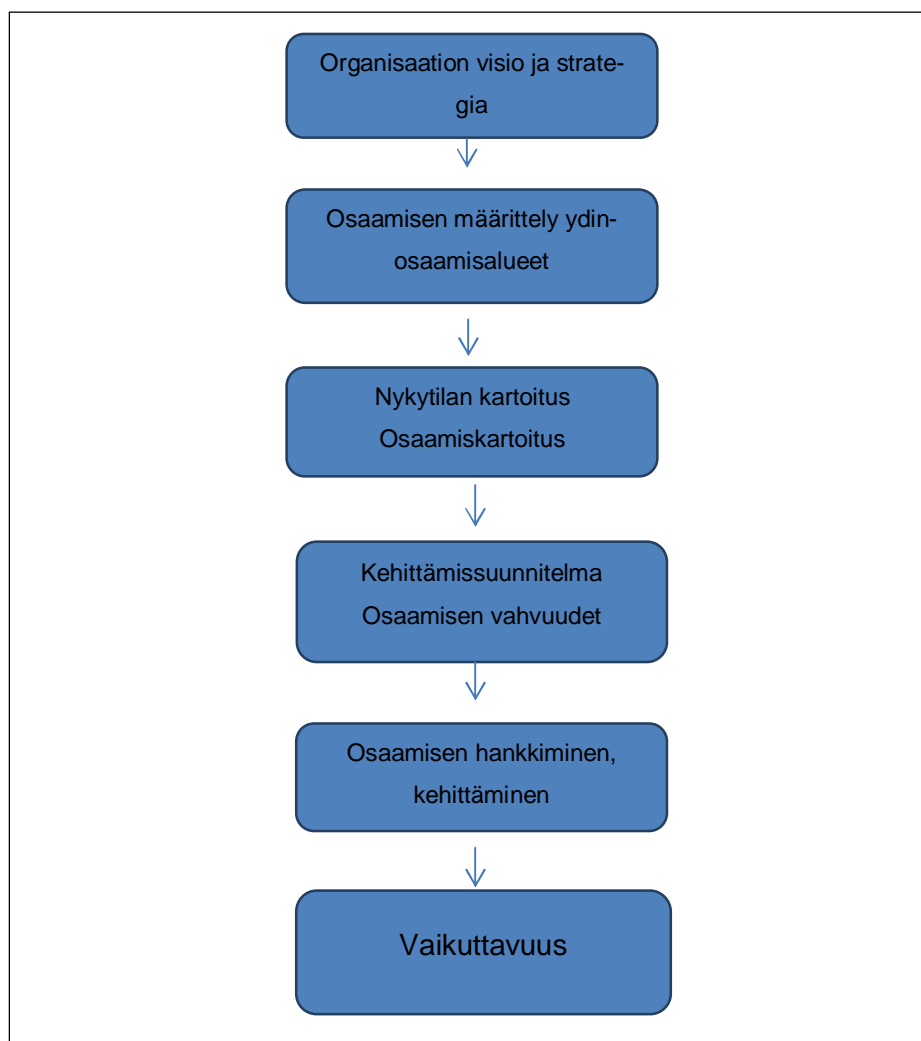 Organisaation visio ja strate-
gia
Osaamisen määrittely ydin-
osaamisalueet
Nykytilan kartoitus
Osaamiskartoitus
Kehittämissuunnitelma
Osaamisen vahvuudet
Osaamisen hankkiminen,
kehittäminen
Vaikuttavuus